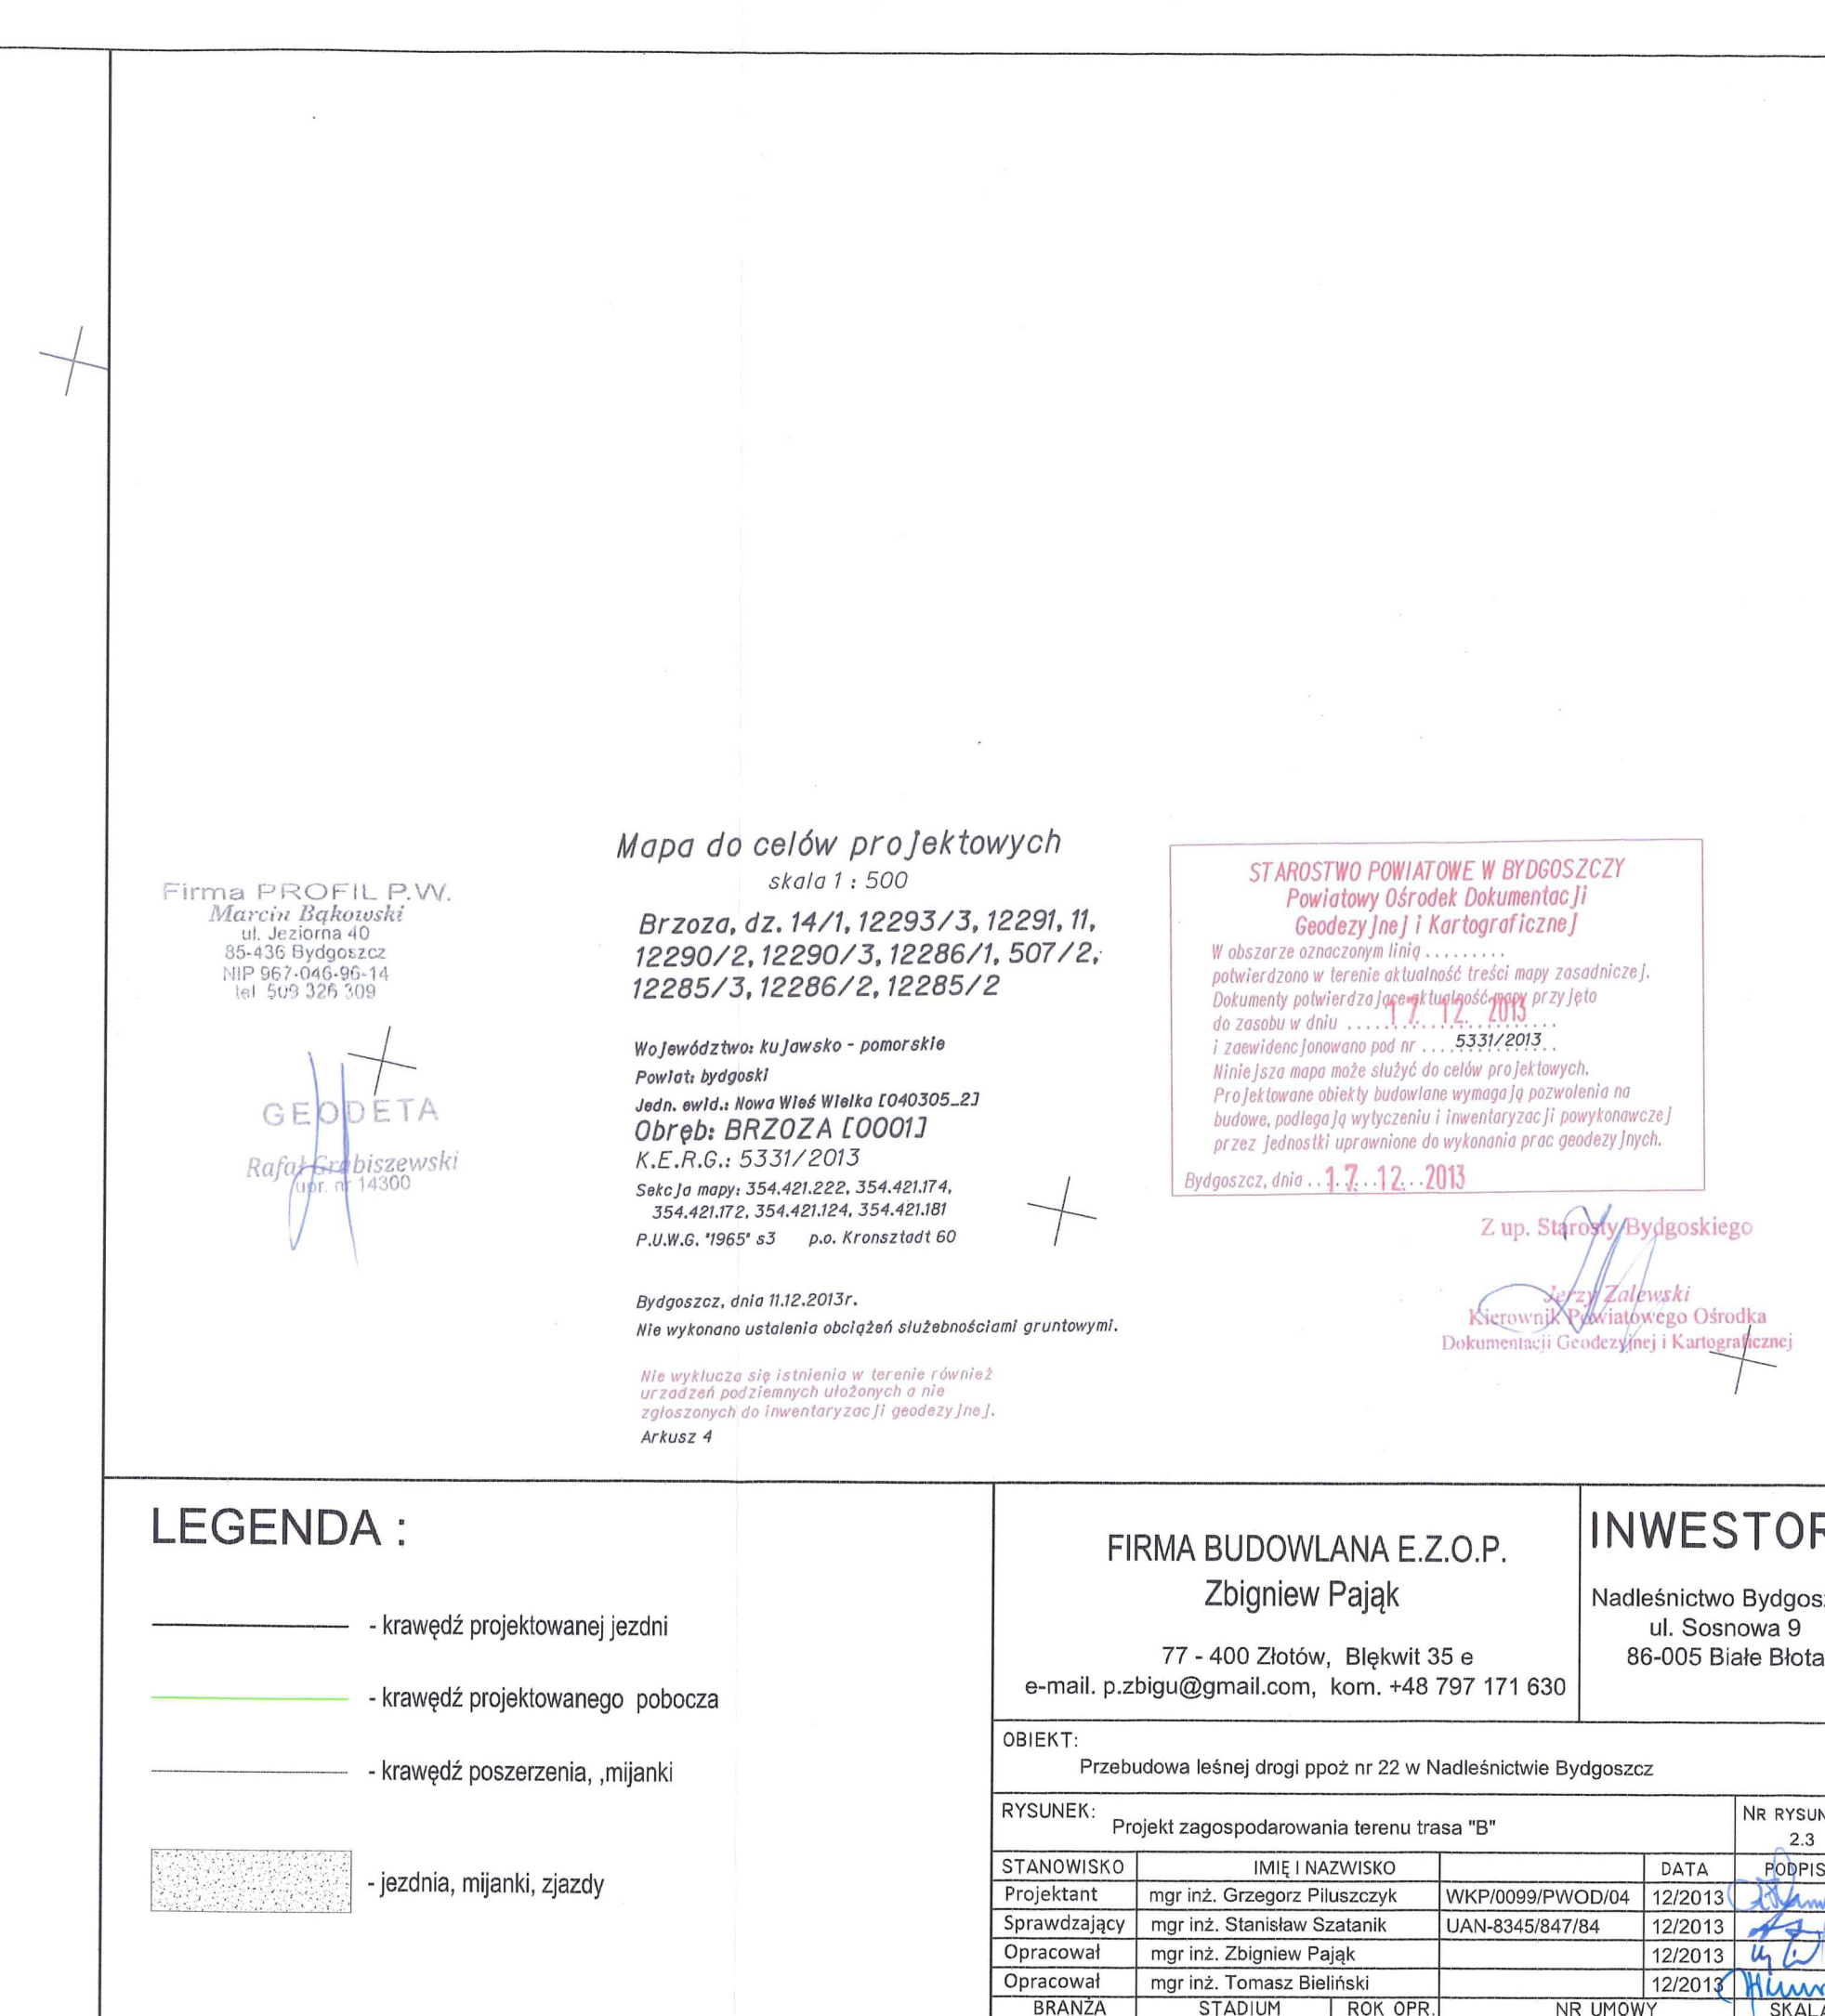 Firma PROFIL P.W.
Marcin Bąkowski
ul. Jeziorna 40
85-436 Bydgoszcz
NIP 967-046-96-14
tel 509 326 309
GEODETA
Rafał Grabiszewski
upr. nr 14300
Mapa do celów projektowych
skala 1 : 500
Brzoza, dz. 14/1, 12293/3, 12291, 11,
12290/2, 12290/3, 12286/1, 507/2,
12285/3, 12286/2, 12285/2
Województwo: kujawsko - pomorskie
Powiat: bydgoski
Jedn. ewid.: Nowa Wieś Wielka [040305_2]
Obręb: BRZOZA [0001]
K.E.R.G.: 5331/2013
Sekcja mapy: 354.421.222, 354.421.174,
354.421.172, 354.421.124, 354.421.181
P.U.W.G. "1965" s3 p.o. Kronsztadt 60
Bydgoszcz, dnia 11.12.2013r.
Nie wykonano ustalenia obciążeń służebnościami gruntowymi.
Nie wyklucza się istnienia w terenie również
urzadzeń podziemnych ułożonych a nie
zgłoszonych do inwentaryzacji geodezyjnej.
Arkusz 4
STAROSTWO POWIATOWE W BYDGOSZCZY
Powiatowy Ośrodek Dokumentacji
Geodezyjnej i Kartograficznej
W obszarze oznaczonym linią .........
potwierdzono w terenie aktualność treści mapy zasadniczej.
Dokumenty potwierdzające aktualność mapy przyjęto
do zasobu w dniu 17. 12. 2013
i zaewidencjonowano pod nr ....5331/2013..
Niniejsza mapa może służyć do celów projektowych.
Projektowane obiekty budowlane wymagają pozwolenia na
budowe, podlegają wytyczeniu i inwentaryzacji powykonawczej
przez jednostki uprawnione do wykonania prac geodezyjnych.
Bydgoszcz, dnia ..17...12...2013
Z up. Starosty Bydgoskiego
Jerzy Zalewski
Kierownik Powiatowego Ośrodka
Dokumentacji Geodezyjnej i Kartograficznej
LEGENDA :
- krawędź projektowanej jezdni
- krawędź projektowanego pobocza
- krawędź poszerzenia, ,mijanki
- jezdnia, mijanki, zjazdy
FIRMA BUDOWLANA E.Z.O.P.
Zbigniew Pająk
77 - 400 Złotów, Blękwit 35 e
e-mail. p.zbigu@gmail.com, kom. +48 797 171 630
INWESTOR
Nadleśnictwo Bydgosz
ul. Sosnowa 9
86-005 Białe Błota
OBIEKT:
Przebudowa leśnej drogi ppoż nr 22 w Nadleśnictwie Bydgoszcz
RYSUNEK:
Projekt zagospodarowania terenu trasa "B"
NR RYSUN
2.3
STANOWISKO IMIĘ I NAZWISKO DATA PODPIS
Projektant mgr inż. Grzegorz Piluszczyk WKP/0099/PWOD/04 12/2013
Sprawdzający mgr inż. Stanisław Szatanik UAN-8345/847/84 12/2013
Opracował mgr inż. Zbigniew Pająk 12/2013
Opracował mgr inż. Tomasz Bieliński 12/2013
BRANŻA STADIUM ROK OPR. NR UMOWY SKALA